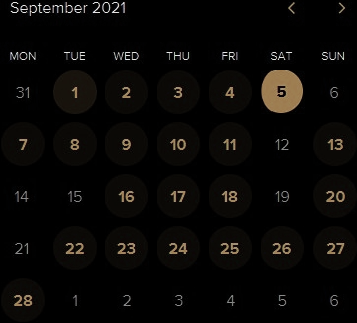 September 2021
MON TUE WED THU FRI SAT SUN
31 1 2 3 4 5 6
7 8 9 10 11 12 13
14 15 16 17 18 19 20
21 22 23 24 25 26 27
28 1 2 3 4 5 6